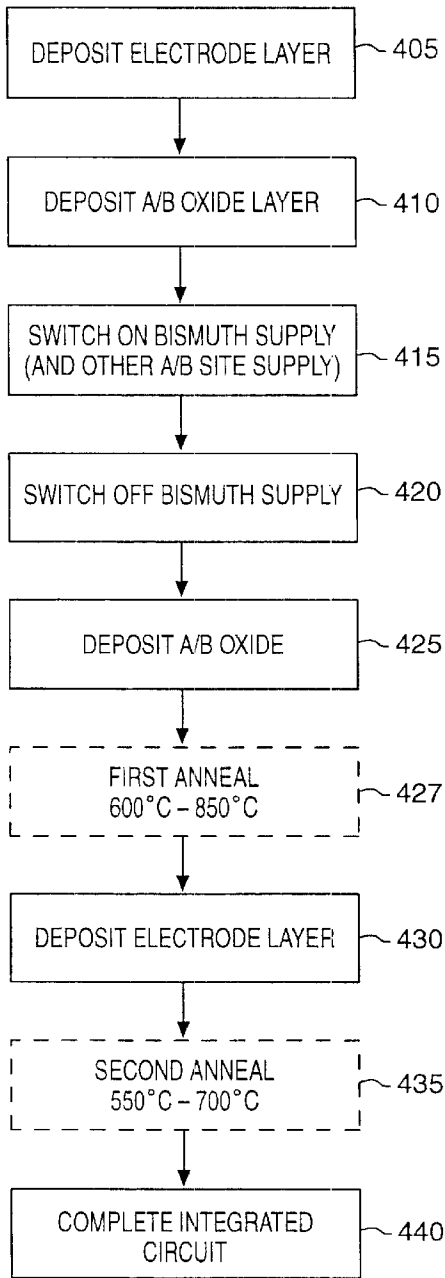 DEPOSIT ELECTRODE LAYER
405
DEPOSIT A/B OXIDE LAYER
410
SWITCH ON BISMUTH SUPPLY
(AND OTHER A/B SITE SUPPLY)
415
SWITCH OFF BISMUTH SUPPLY
420
DEPOSIT A/B OXIDE
425
FIRST ANNEAL
600°C – 850°C
427
DEPOSIT ELECTRODE LAYER
430
SECOND ANNEAL
550°C – 700°C
435
COMPLETE INTEGRATED
CIRCUIT
440